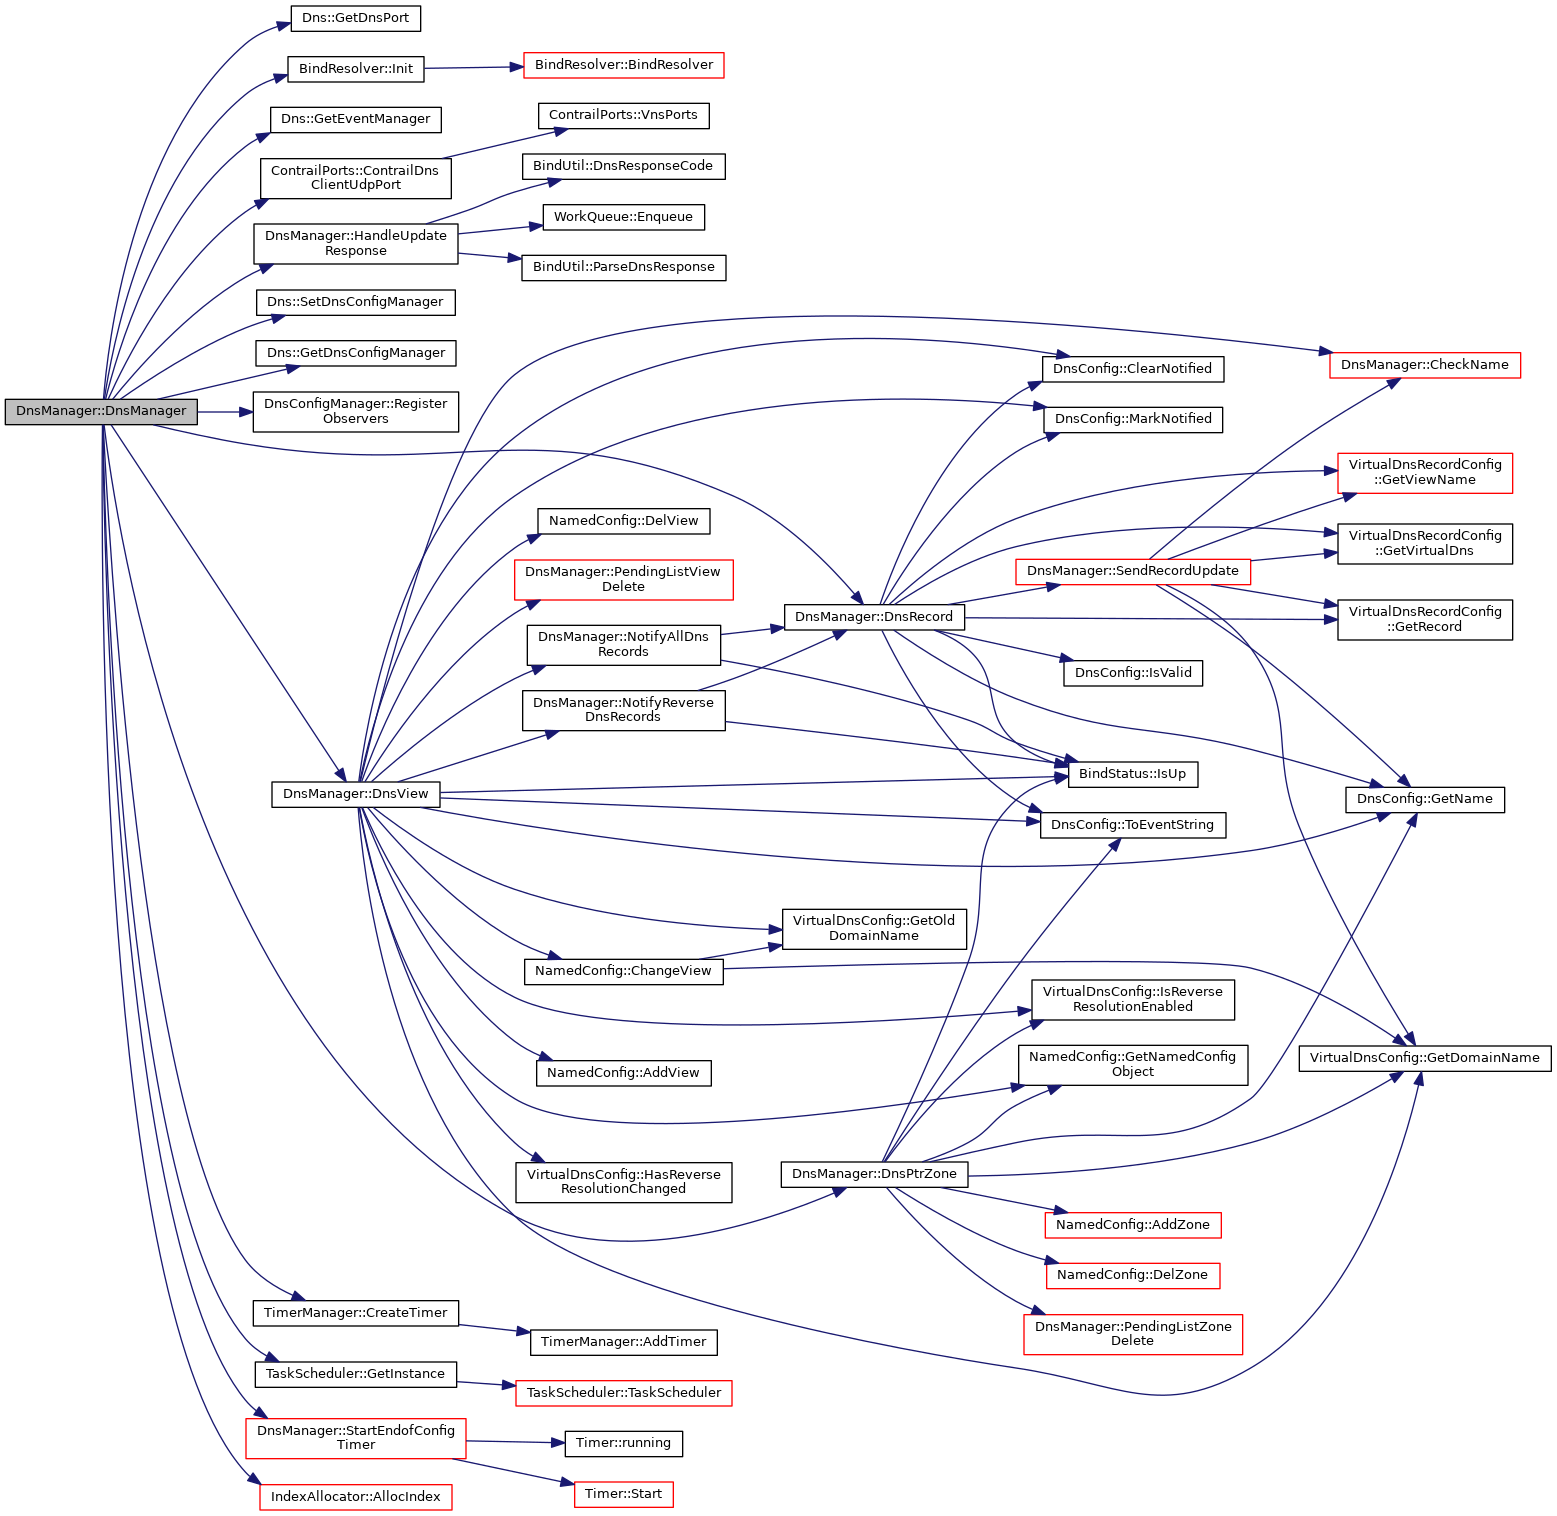 Dns::GetDnsPort
BindResolver::Init
BindResolver::BindResolver
Dns::GetEventManager
ContrailPorts::VnsPorts
ContrailPorts::ContrailDns
ClientUdpPort
BindUtil::DnsResponseCode
WorkQueue::Enqueue
DnsManager::HandleUpdate
Response
BindUtil::ParseDnsResponse
Dns::SetDnsConfigManager
Dns::GetDnsConfigManager
DnsManager::CheckName
DnsConfig::ClearNotified
DnsManager::DnsManager
DnsConfigManager::Register
Observers
DnsConfig::MarkNotified
VirtualDnsRecordConfig
::GetViewName
NamedConfig::DelView
VirtualDnsRecordConfig
::GetVirtualDns
DnsManager::PendingListView
Delete
DnsManager::SendRecordUpdate
DnsManager::DnsRecord
VirtualDnsRecordConfig
::GetRecord
DnsManager::NotifyAllDns
Records
DnsConfig::IsValid
DnsManager::NotifyReverse
DnsRecords
BindStatus::IsUp
DnsManager::DnsView
DnsConfig::GetName
DnsConfig::ToEventString
VirtualDnsConfig::GetOld
DomainName
NamedConfig::ChangeView
VirtualDnsConfig::IsReverse
ResolutionEnabled
NamedConfig::AddView
NamedConfig::GetNamedConfig
Object
VirtualDnsConfig::GetDomainName
VirtualDnsConfig::HasReverse
ResolutionChanged
DnsManager::DnsPtrZone
NamedConfig::AddZone
NamedConfig::DelZone
TimerManager::CreateTimer
DnsManager::PendingListZone
Delete
TimerManager::AddTimer
TaskScheduler::GetInstance
TaskScheduler::TaskScheduler
DnsManager::StartEndofConfig
Timer
Timer::running
IndexAllocator::AllocIndex
Timer::Start